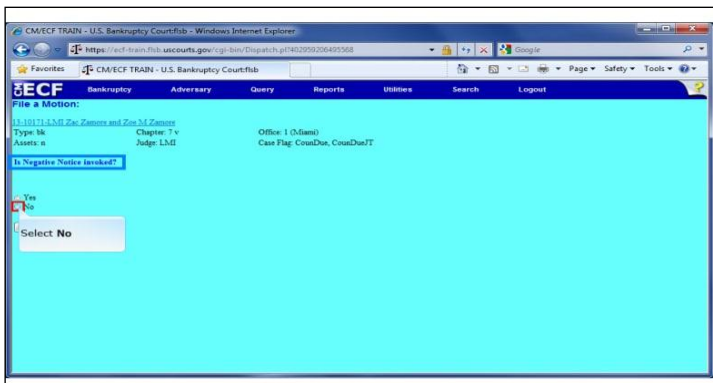 CM/ECF TRAIN - U.S. Bankruptcy Court:flsb - Windows Internet Explorer
https://ecf-train.flsb.uscourts.gov/cgi-bin/Dispatch.pl?402959206495568
Google
Favorites CM/ECF TRAIN - U.S. Bankruptcy Court:flsb Page Safety Tools
ECF Bankruptcy Adversary Query Reports Utilities Search Logout ?
File a Motion:
13-10171-LMI Zac Zamore and Zoe M Zamore
Type: bk Chapter: 7 v Office: 1 (Miami)
Assets: n Judge: LMI Case Flag: CounDue, CounDueJT
Is Negative Notice invoked?
Yes
No
Select No